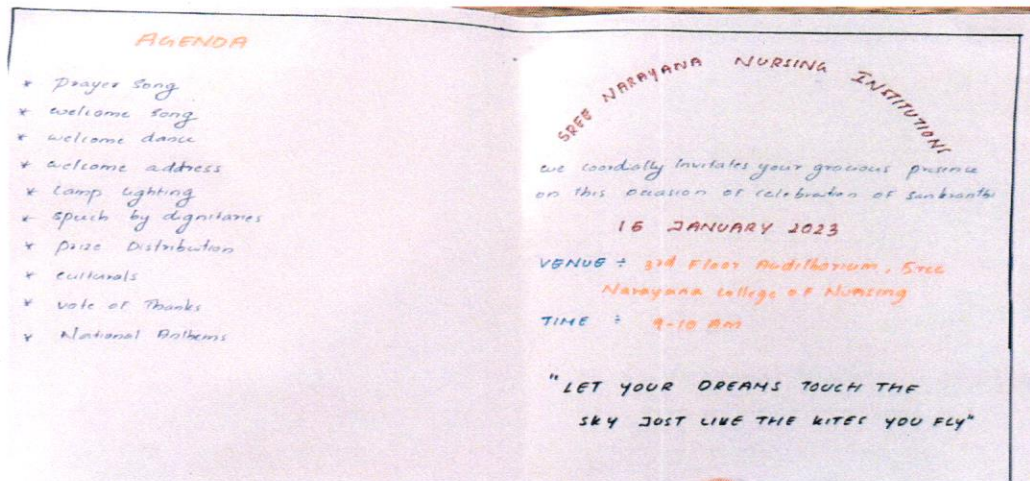 AGENDA
* Prayer Song
* welcome song
* welcome dance
* welcome address
* Lamp lighting
* Speech by dignitaries
* Prize Distribution
* culturals
* vote of Thanks
* National Anthems
SREE NARAYANA NURSING INSTITUTIONS
we coordially Invitates your gracious presence
on this occasion of celebration of Sankranthi
16 JANUARY 2023
VENUE : 3rd Floor Auditborium, Sree
Narayana College of Nursing
TIME : 9-10 AM
"LET YOUR DREAMS TOUCH THE
SKY JUST LIKE THE KITES YOU FLY"